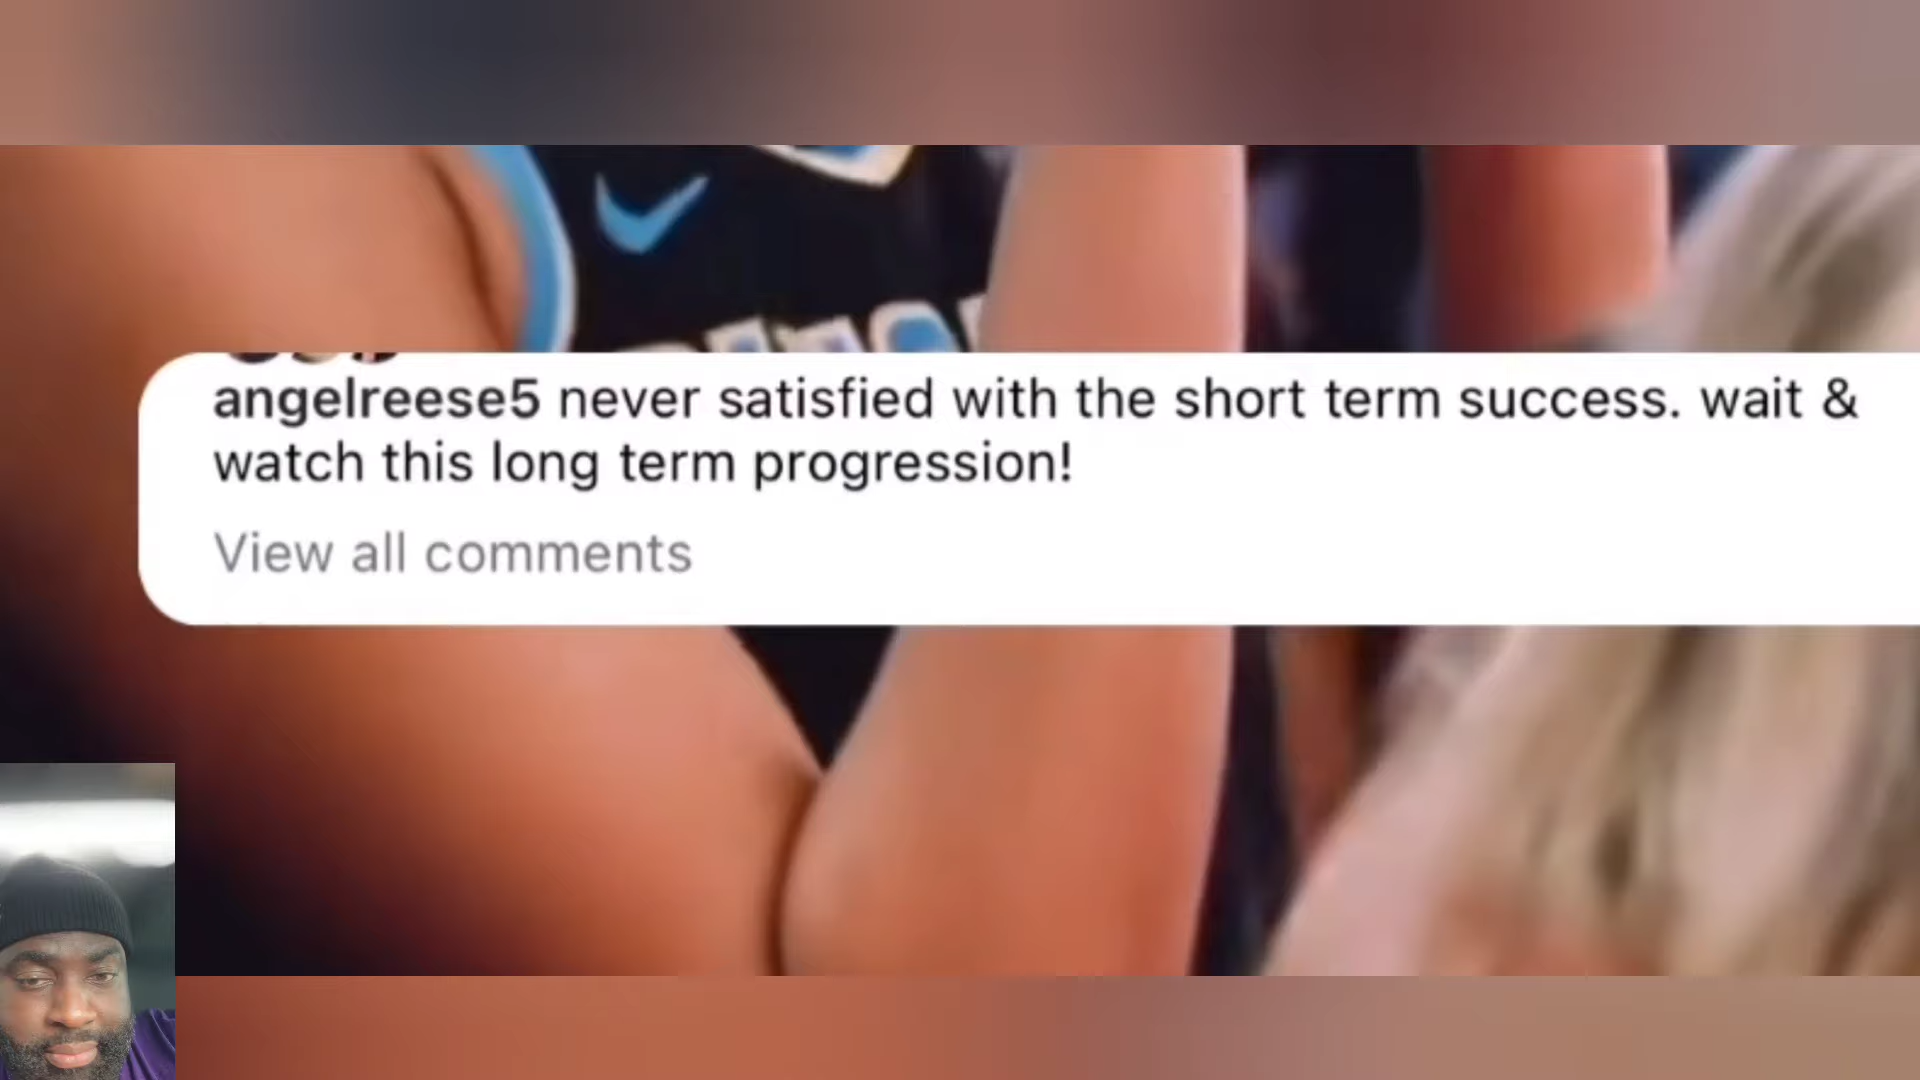 angelreese5 never satisfied with the short term success. wait &
watch this long term progression!
View all comments